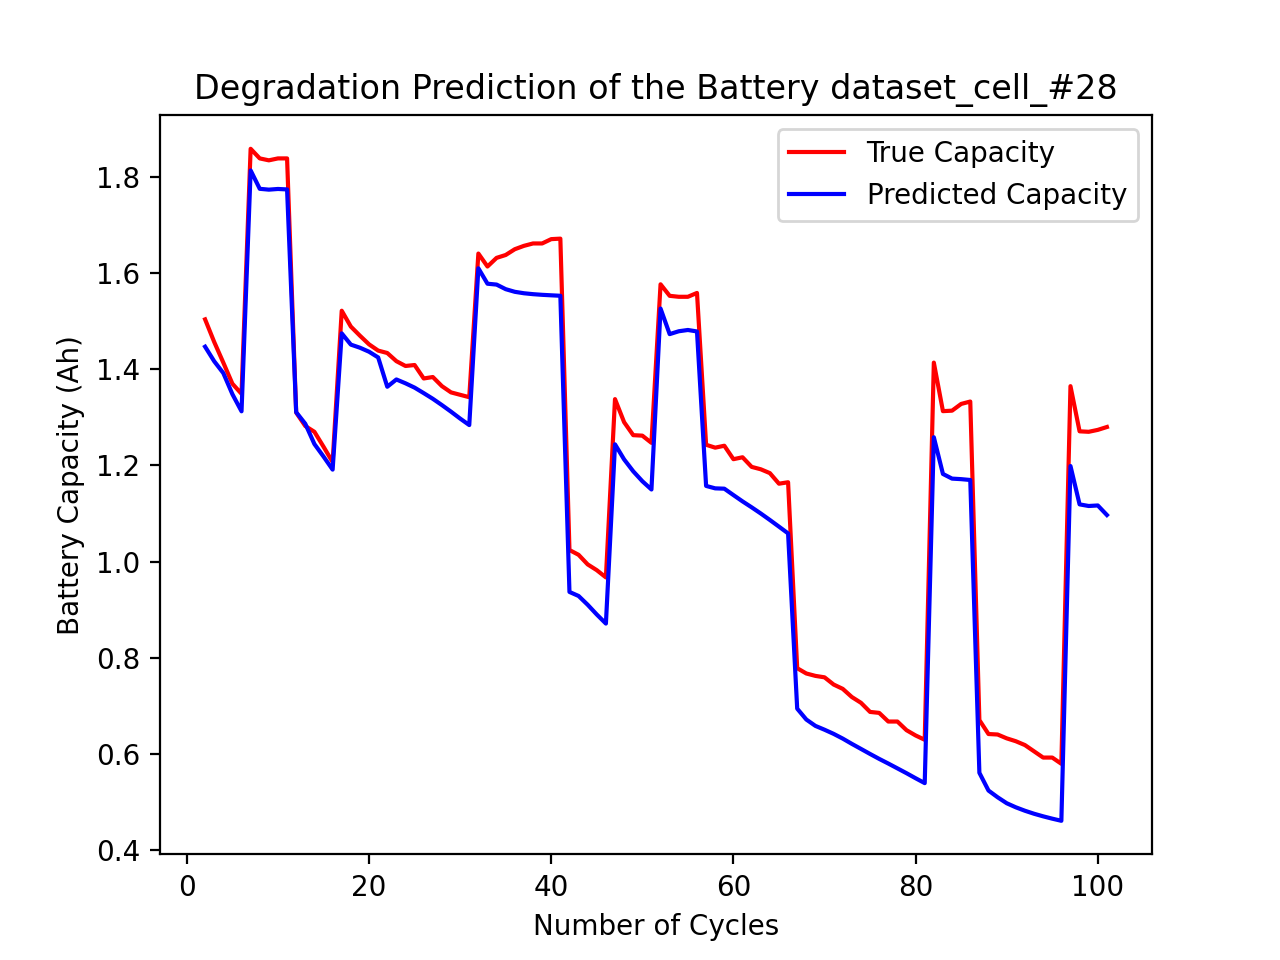 Degradation Prediction of the Battery dataset_cell_#28
True Capacity
Predicted Capacity
Battery Capacity (Ah)
1.8
1.6
1.4
1.2
1.0
0.8
0.6
0.4
0 20 40 60 80 100
Number of Cycles